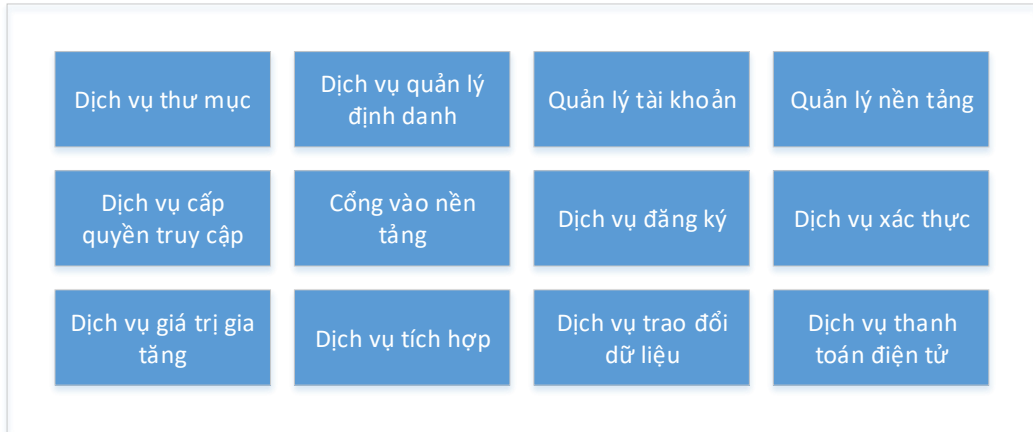 Dịch vụ thư mục
Dịch vụ quản lý
định danh
Quản lý tài khoản
Quản lý nền tảng
Dịch vụ cấp
quyền truy cập
Cổng vào nền
tảng
Dịch vụ đăng ký
Dịch vụ xác thực
Dịch vụ giá trị gia
tăng
Dịch vụ tích hợp
Dịch vụ trao đổi
dữ liệu
Dịch vụ thanh
toán điện tử